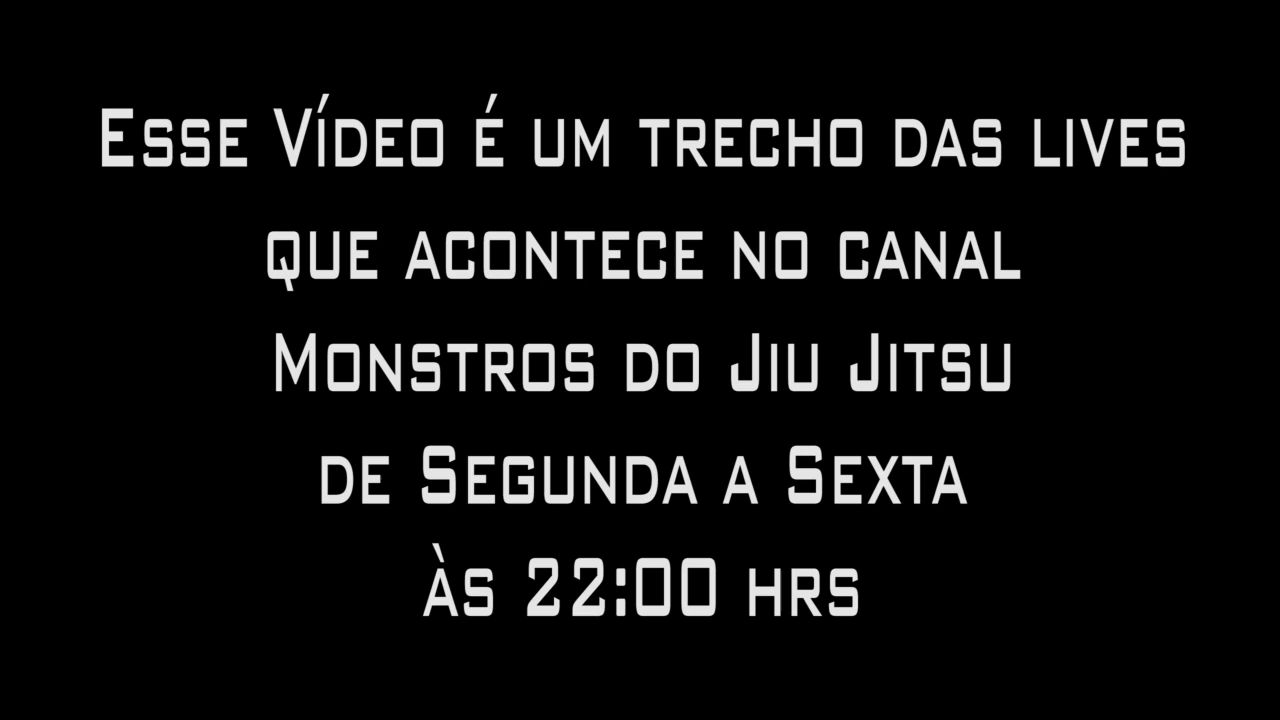 Esse Vídeo é um trecho das lives
que acontece no canal
Monstros do Jiu Jitsu
de Segunda a Sexta
Às 22:00 hrs